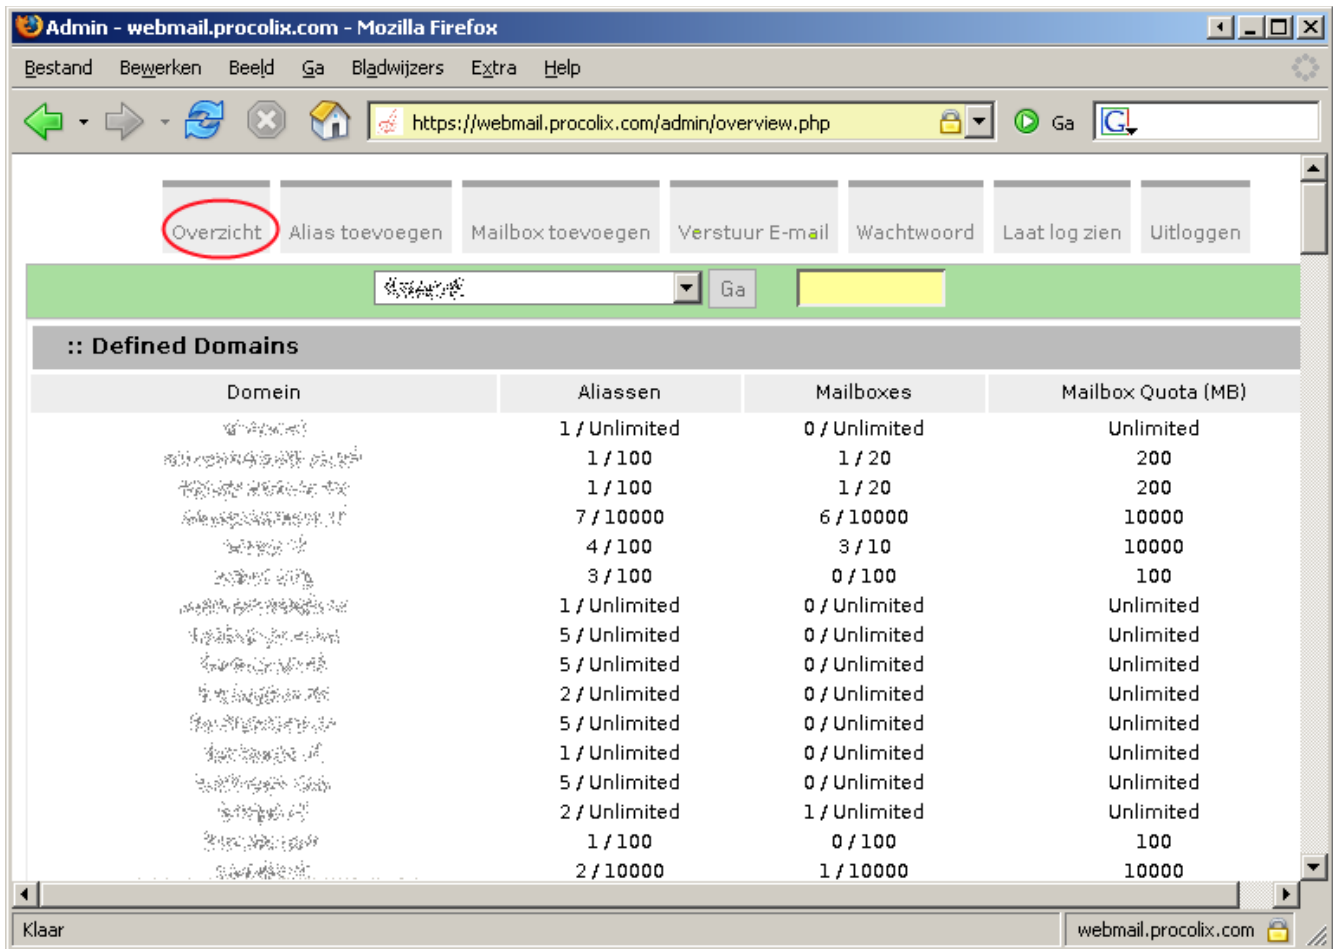 Admin - webmail.procolix.com - Mozilla Firefox
Bestand Bewerken Beeld Ga Bladwijzers Extra Help
https://webmail.procolix.com/admin/overview.php Ga G
Overzicht Alias toevoegen Mailbox toevoegen Verstuur E-mail Wachtwoord Laat log zien Uitloggen
Ga
:: Defined Domains
Domein Aliassen Mailboxes Mailbox Quota (MB)
1 / Unlimited 0 / Unlimited Unlimited
1 / 100 1 / 20 200
1 / 100 1 / 20 200
7 / 10000 6 / 10000 10000
4 / 100 3 / 10 10000
3 / 100 0 / 100 100
1 / Unlimited 0 / Unlimited Unlimited
5 / Unlimited 0 / Unlimited Unlimited
5 / Unlimited 0 / Unlimited Unlimited
2 / Unlimited 0 / Unlimited Unlimited
5 / Unlimited 0 / Unlimited Unlimited
1 / Unlimited 0 / Unlimited Unlimited
5 / Unlimited 0 / Unlimited Unlimited
2 / Unlimited 1 / Unlimited Unlimited
1 / 100 0 / 100 100
2 / 10000 1 / 10000 10000
Klaar webmail.procolix.com